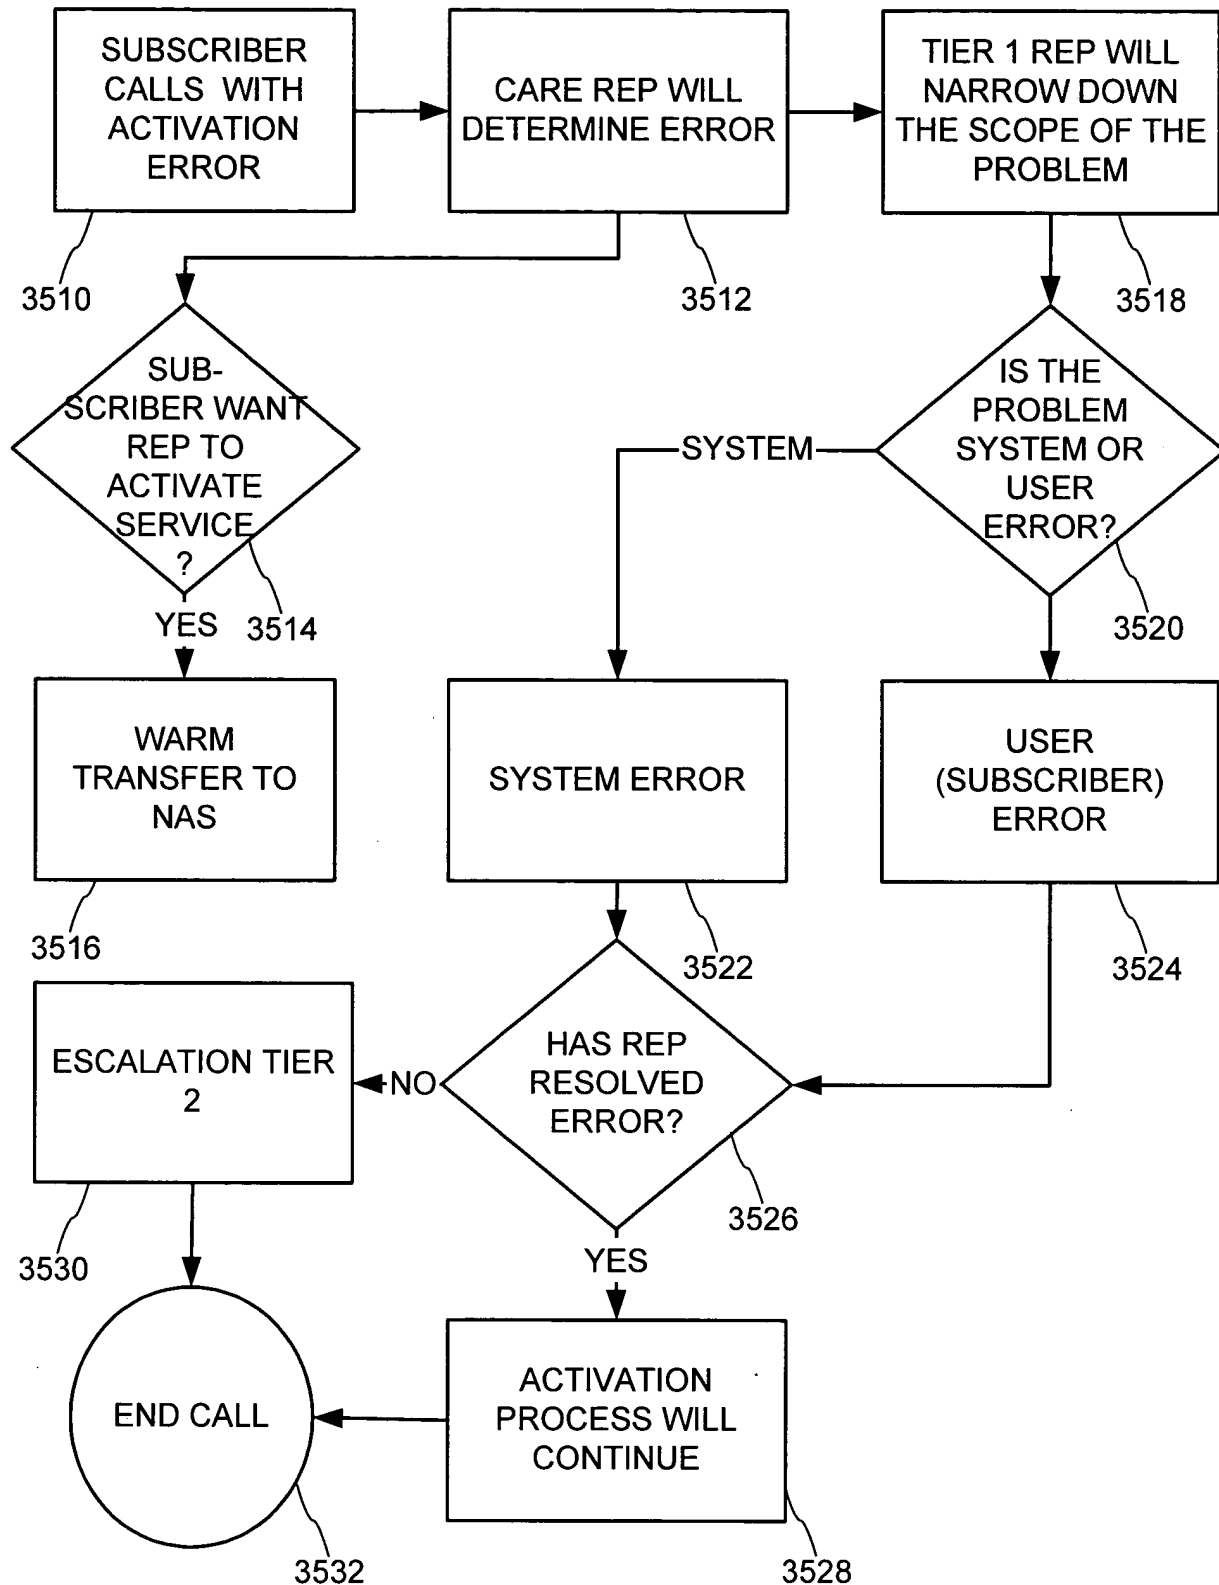 SUBSCRIBER
CALLS WITH
ACTIVATION
ERROR
3510
CARE REP WILL
DETERMINE ERROR
3512
TIER 1 REP WILL
NARROW DOWN
THE SCOPE OF THE
PROBLEM
3518
SUB-
SCRIBER WANT
REP TO
ACTIVATE
SERVICE
?
3514
YES
IS THE
PROBLEM
SYSTEM OR
USER
ERROR?
3520
SYSTEM
WARM
TRANSFER TO
NAS
3516
SYSTEM ERROR
3522
USER
(SUBSCRIBER)
ERROR
3524
ESCALATION TIER
2
3530
NO
HAS REP
RESOLVED
ERROR?
3526
YES
END CALL
3532
ACTIVATION
PROCESS WILL
CONTINUE
3528